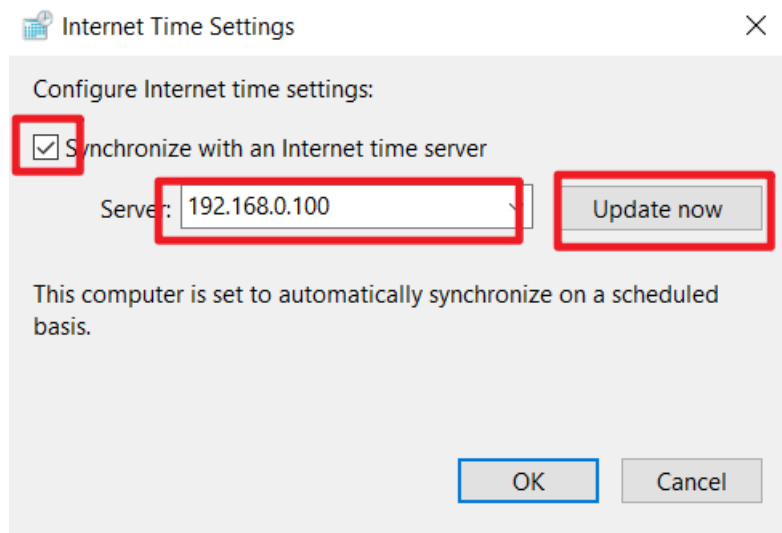 Internet Time Settings
Configure Internet time settings:
Synchronize with an Internet time server
Server: 192.168.0.100 Update now
This computer is set to automatically synchronize on a scheduled
basis.
OK Cancel